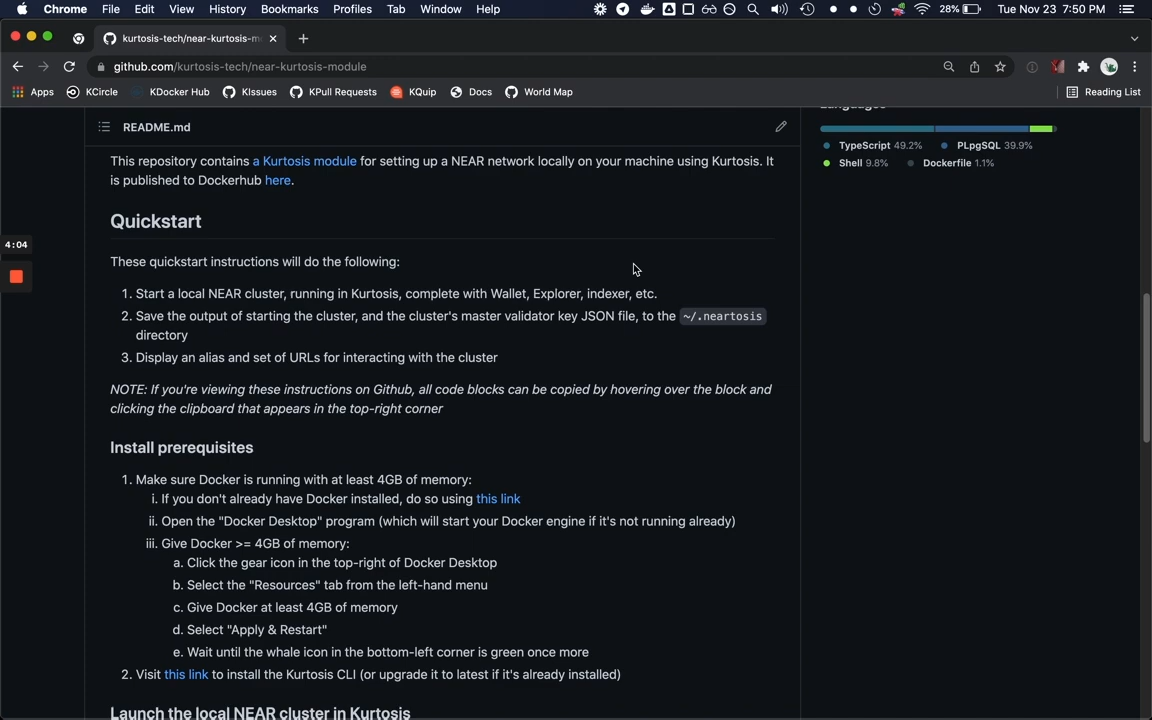 Chrome File Edit View History Bookmarks Profiles Tab Window Help 28% Tue Nov 23 7:50 PM
kurtosis-tech/near-kurtosis-m
github.com/kurtosis-tech/near-kurtosis-module
Apps KCircle KDocker Hub KIssues KPull Requests KQuip Docs World Map Reading List
README.md
Languages
TypeScript 49.2% PLpgSQL 39.9%
Shell 9.8% Dockerfile 1.1%
4:04
This repository contains a Kurtosis module for setting up a NEAR network locally on your machine using Kurtosis. It
is published to Dockerhub here.
Quickstart
These quickstart instructions will do the following:
1. Start a local NEAR cluster, running in Kurtosis, complete with Wallet, Explorer, indexer, etc.
2. Save the output of starting the cluster, and the cluster's master validator key JSON file, to the ~/.neartosis
directory
3. Display an alias and set of URLs for interacting with the cluster
NOTE: If you're viewing these instructions on Github, all code blocks can be copied by hovering over the block and
clicking the clipboard that appears in the top-right corner
Install prerequisites
1. Make sure Docker is running with at least 4GB of memory:
i. If you don't already have Docker installed, do so using this link
ii. Open the "Docker Desktop" program (which will start your Docker engine if it's not running already)
iii. Give Docker >= 4GB of memory:
a. Click the gear icon in the top-right of Docker Desktop
b. Select the "Resources" tab from the left-hand menu
c. Give Docker at least 4GB of memory
d. Select "Apply & Restart"
e. Wait until the whale icon in the bottom-left corner is green once more
2. Visit this link to install the Kurtosis CLI (or upgrade it to latest if it's already installed)
Launch the local NEAR cluster in Kurtosis